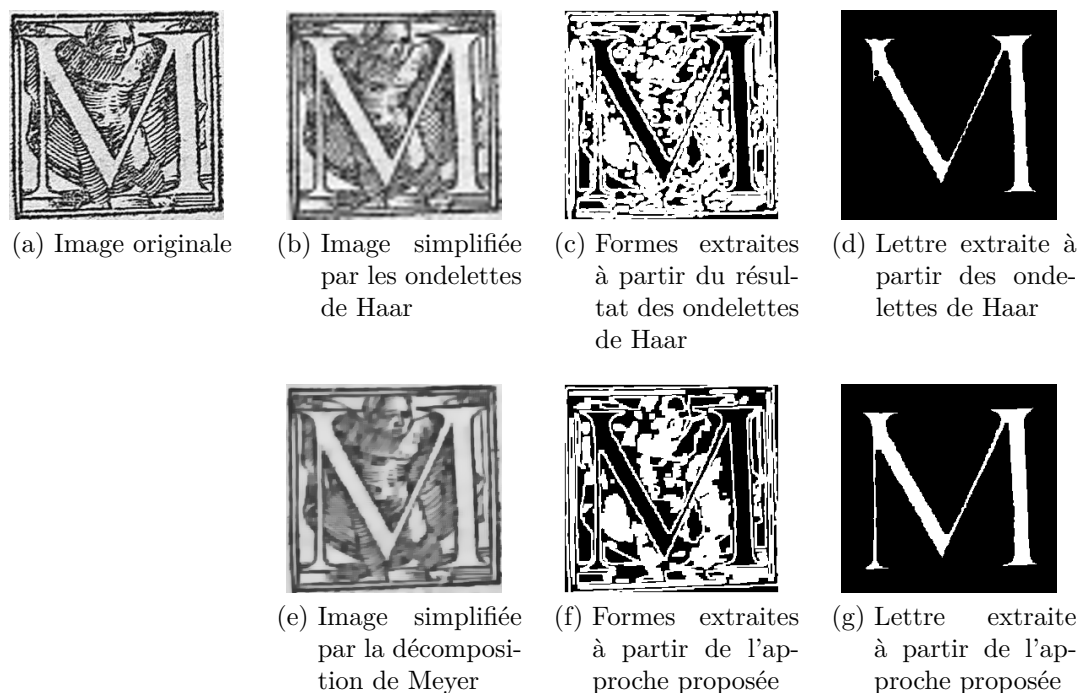 M
M
M
M
(a) Image originale
(b) Image simplifiée
par les ondelettes
de Haar
(c) Formes extraites
à partir du résul-
tat des ondelettes
de Haar
(d) Lettre extraite à
partir des onde-
lettes de Haar
M
M
M
(e) Image simplifiée
par la décomposi-
tion de Meyer
(f) Formes extraites
à partir de l'ap-
proche proposée
(g) Lettre extraite
à partir de l'ap-
proche proposée